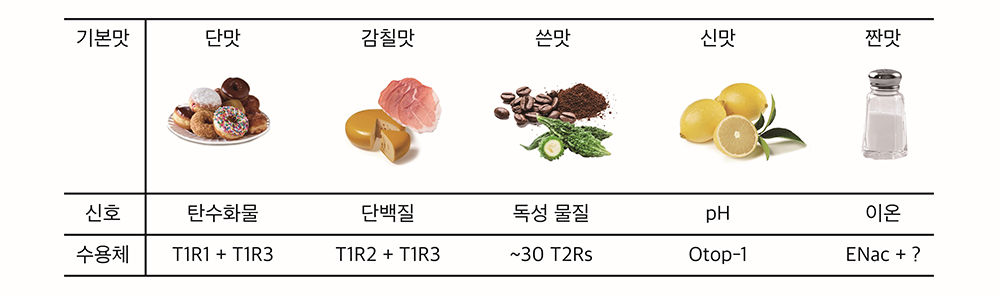 기본맛 단맛 감칠맛 쓴맛 신맛 짠맛
신호 탄수화물 단백질 독성 물질 pH 이온
수용체 T1R1 + T1R3 T1R2 + T1R3 ~30 T2Rs Otop-1 ENac + ?